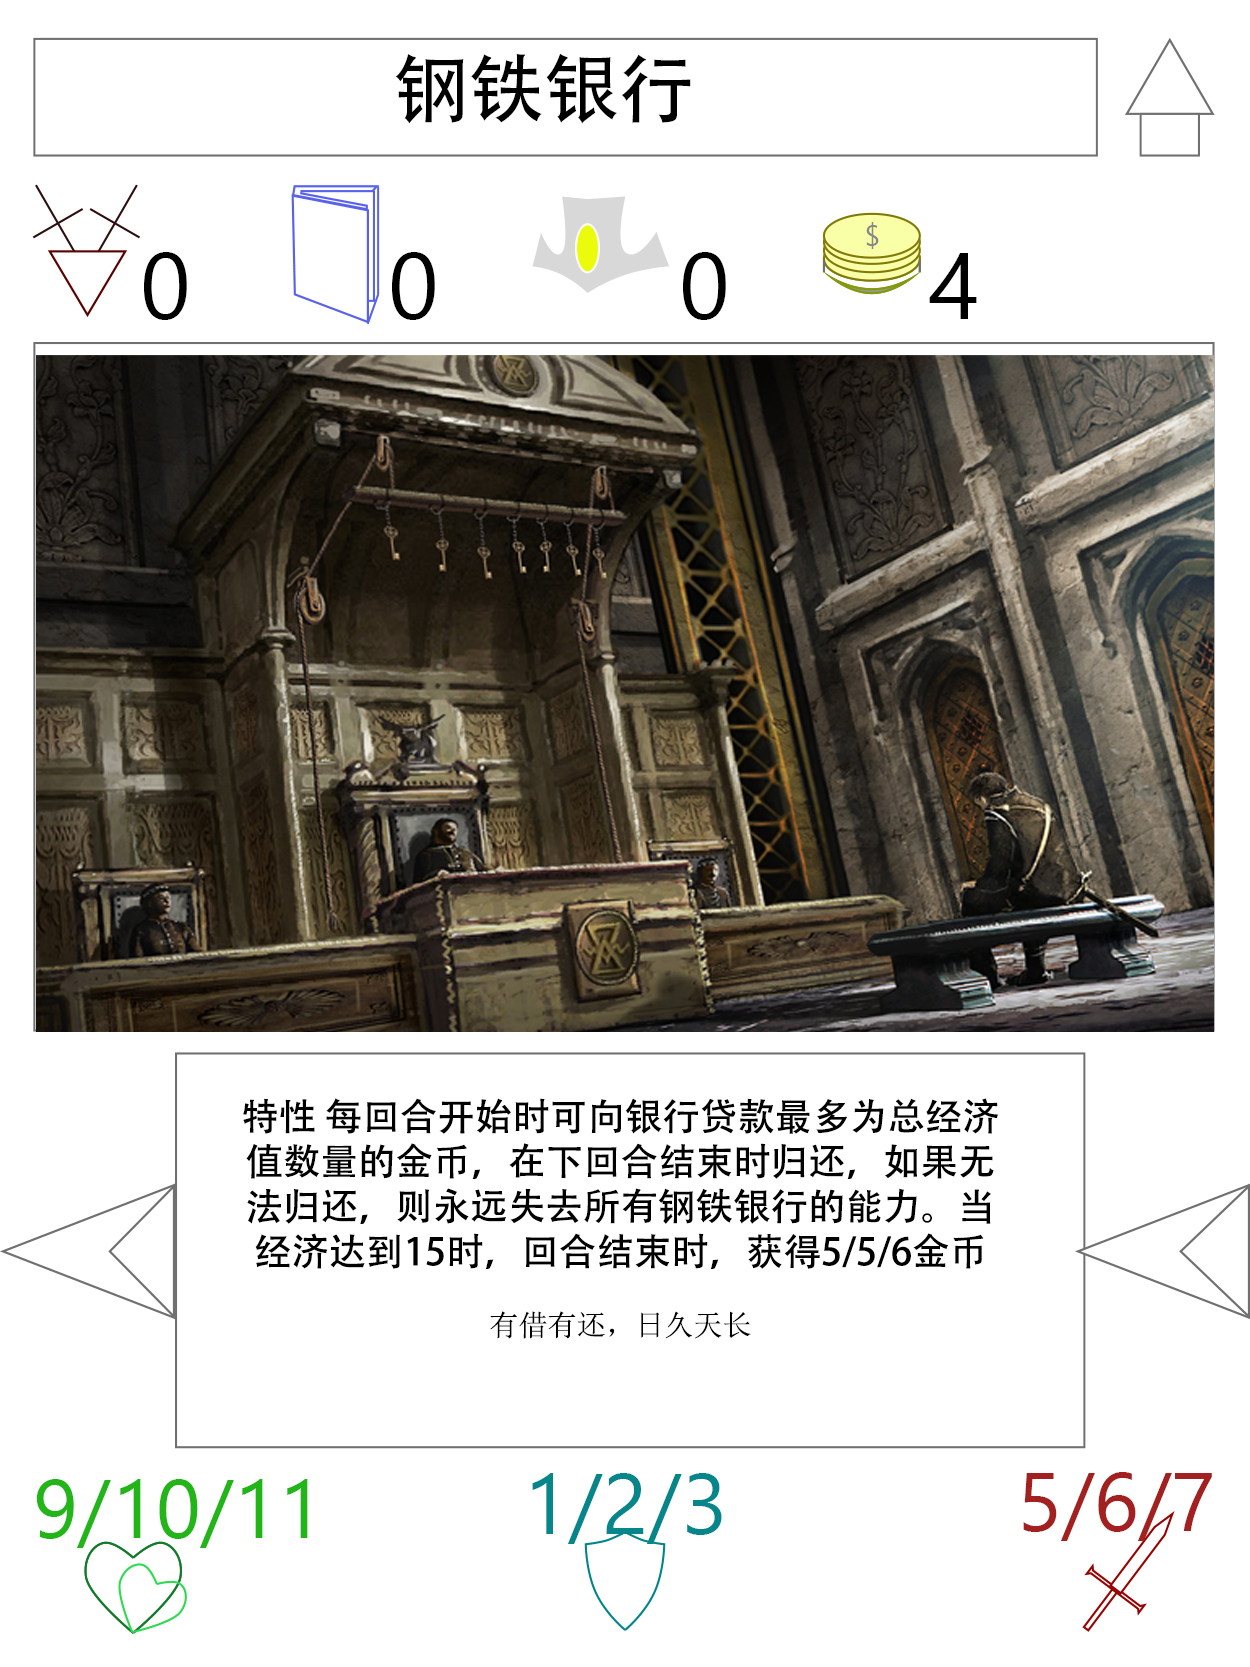 钢铁银行
0 0 0 $ 4
特性 每回合开始时可向银行贷款最多为总经济
值数量的金币，在下回合结束时归还，如果无
法归还，则永远失去所有钢铁银行的能力。当
经济达到15时，回合结束时，获得5/5/6金币
有借有还，日久天长
9/10/11 1/2/3 5/6/7